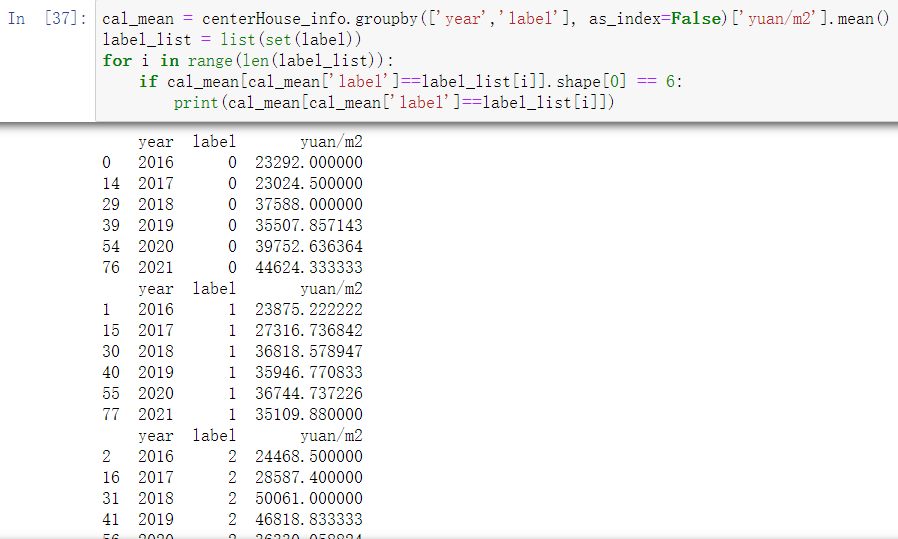 In [37]: cal_mean = centerHouse_info.groupby(['year','label'], as_index=False)['yuan/m2'].mean()
label_list = list(set(label))
for i in range(len(label_list)):
    if cal_mean[cal_mean['label']==label_list[i]].shape[0] == 6:
        print(cal_mean[cal_mean['label']==label_list[i]])
year label yuan/m2
0 2016 0 23292.000000
14 2017 0 23024.500000
29 2018 0 37588.000000
39 2019 0 35507.857143
54 2020 0 39752.636364
76 2021 0 44624.333333
year label yuan/m2
1 2016 1 23875.222222
15 2017 1 27316.736842
30 2018 1 36818.578947
40 2019 1 35946.770833
55 2020 1 36744.737226
77 2021 1 35109.880000
year label yuan/m2
2 2016 2 24468.500000
16 2017 2 28587.400000
31 2018 2 50061.000000
41 2019 2 46818.833333